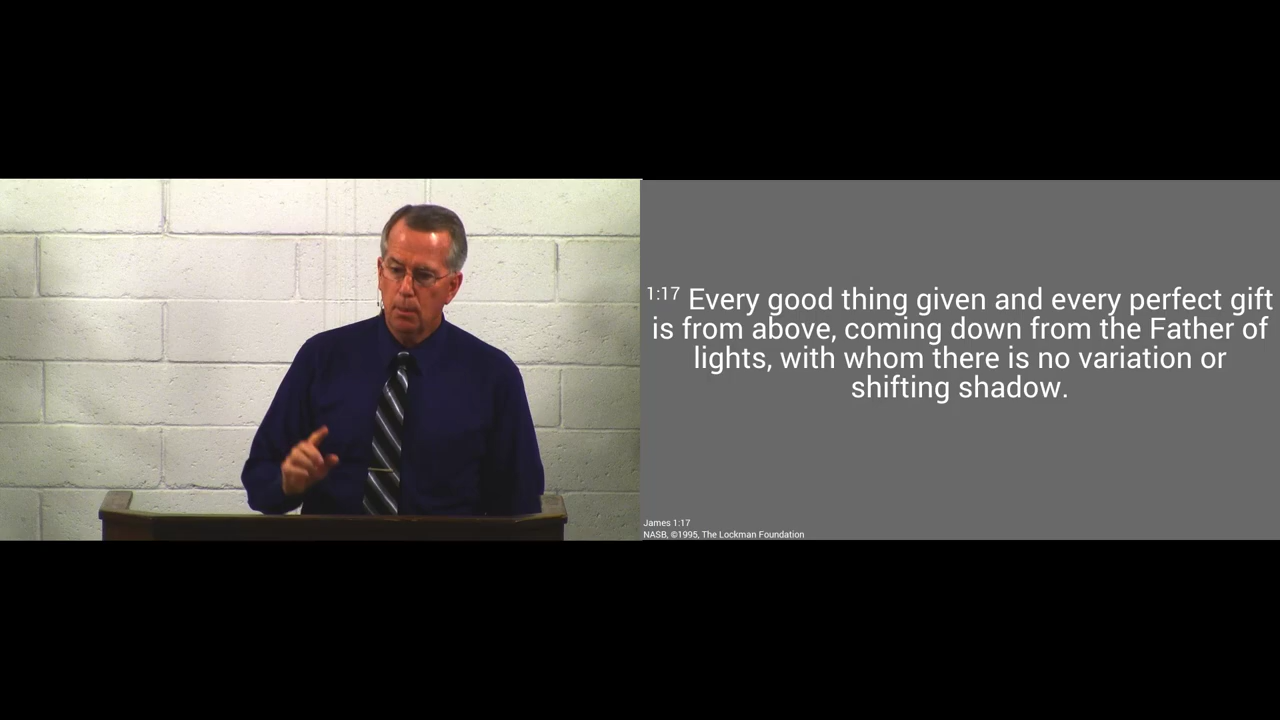 1:17 Every good thing given and every perfect gift
is from above, coming down from the Father of
lights, with whom there is no variation or
shifting shadow.
James 1:17
NASB, ©1995, The Lockman Foundation